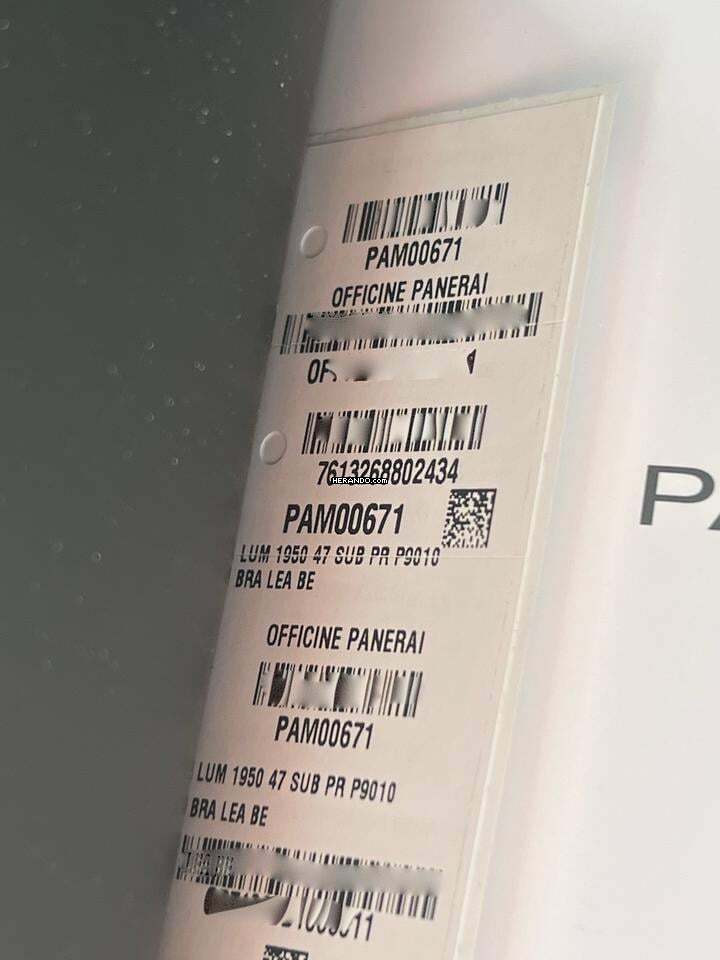 PAM00671
OFFICINE PANERAI
7613268802434
HERANDO.com
PAM00671
LUM 1950 47 SUB PR P9010
BRA LEA BE
OFFICINE PANERAI
PAM00671
LUM 1950 47 SUB PR P9010
BRA LEA BE